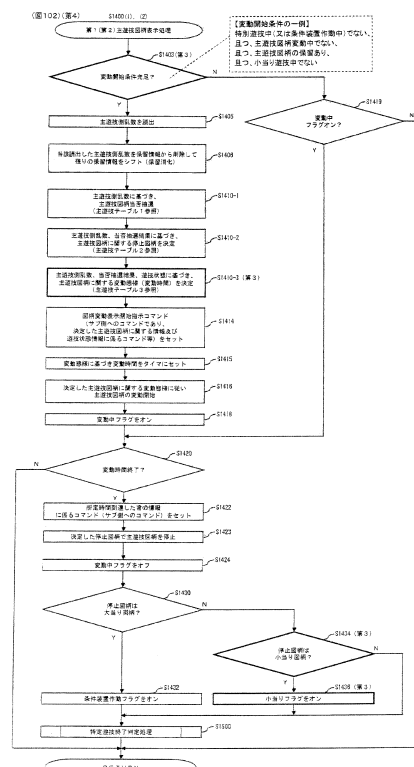 (図102)(第4)
S1400(1)、(2)
第1(第2)主遊技図柄表示処理
【変動開始条件の一例】
特別遊技中(又は条件装置作動中)でない、
且つ、主遊技図柄変動中でない、
且つ、主遊技図柄の保留あり、
且つ、小当り遊技中でない
S1403(第3)
変動開始条件充足?
N
Y
S1419
変動中
フラグオン?
N
Y
S1405
主遊技側乱数を読出
S1406
当該読出した主遊技側乱数を保留情報から削除して
残りの保留情報をシフト(保留消化)
S1410-1
主遊技側乱数に基づき、
主遊技図柄当否抽選
(主遊技テーブル1参照)
S1410-2
主遊技側乱数、当否抽選結果に基づき、
主遊技図柄に関する停止図柄を決定
(主遊技テーブル2参照)
S1410-3(第3)
主遊技側乱数、当否抽選結果、遊技状態に基づき、
主遊技図柄に関する変動態様(変動時間)を決定
(主遊技テーブル3参照)
S1414
図柄変動表示開始指示コマンド
(サブ側へのコマンドであり、
決定した主遊技図柄に関する情報及び
遊技状態情報に係るコマンド等)をセット
S1415
変動態様に基づき変動時間をタイマにセット
S1416
決定した主遊技図柄に関する変動態様に従い
主遊技図柄の変動開始
S1418
変動中フラグをオン
S1420
変動時間終了?
N
Y
S1422
所定時間到達した旨の情報
に係るコマンド(サブ側へのコマンド)をセット
S1423
決定した停止図柄で主遊技図柄を停止
S1424
変動中フラグをオフ
S1430
停止図柄は
大当り図柄?
N
Y
S1434(第3)
停止図柄は
小当り図柄?
N
Y
S1432
条件装置作動フラグをオン
S1436(第3)
小当りフラグをオン
S1500
特定遊技終了判定処理